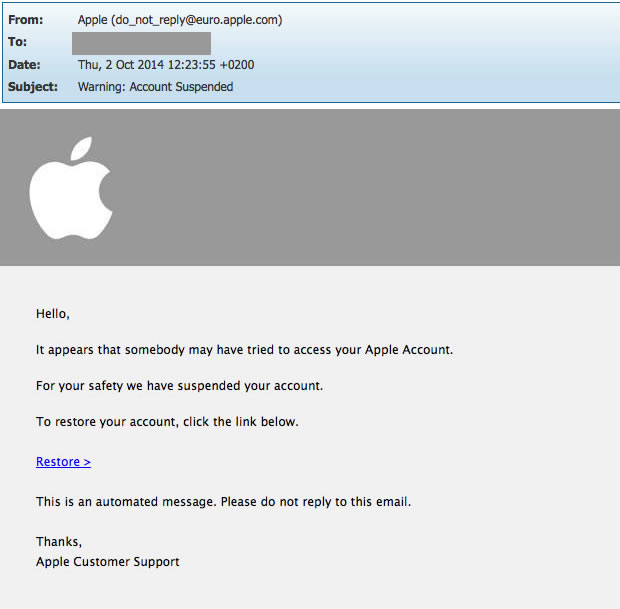 From: Apple (do_not_reply@euro.apple.com)
To:
Date: Thu, 2 Oct 2014 12:23:55 +0200
Subject: Warning: Account Suspended
Hello,
It appears that somebody may have tried to access your Apple Account.
For your safety we have suspended your account.
To restore your account, click the link below.
Restore >
This is an automated message. Please do not reply to this email.
Thanks,
Apple Customer Support